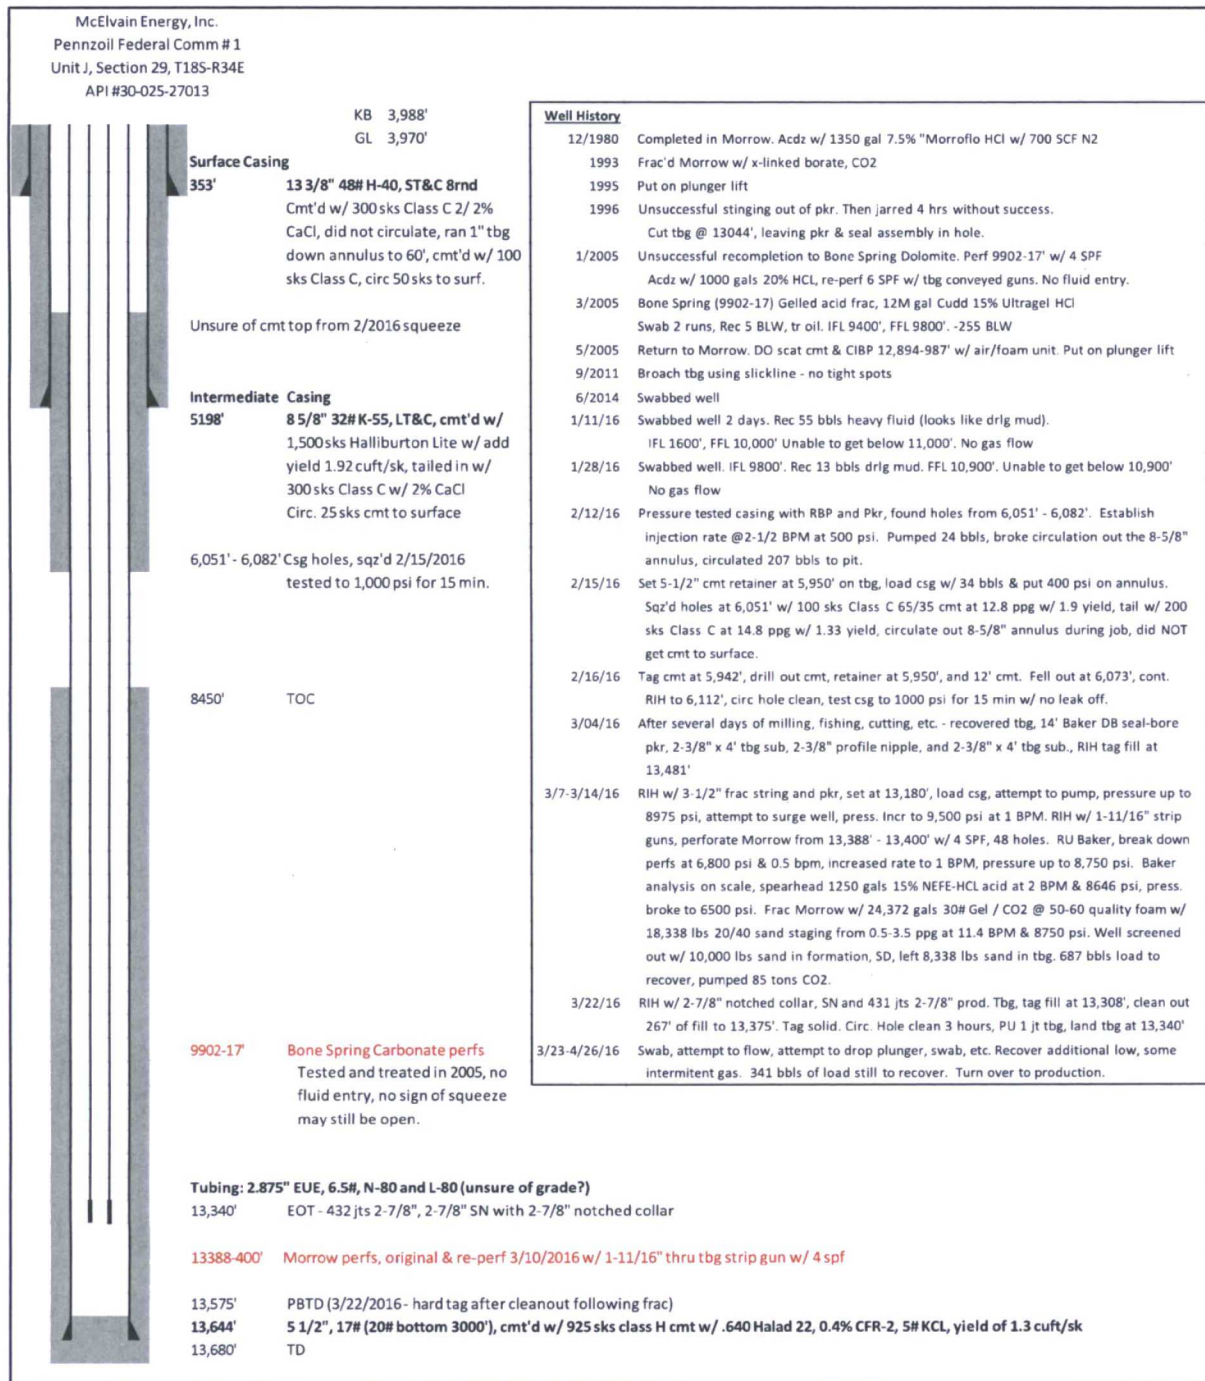 McElvain Energy, Inc.
Pennzoil Federal Comm # 1
Unit J, Section 29, T18S-R34E
API #30-025-27013
KB 3,988'
GL 3,970'
Surface Casing
353' 13 3/8" 48# H-40, ST&C 8rnd
Cmt'd w/ 300 sks Class C 2/ 2%
CaCl, did not circulate, ran 1" tbg
down annulus to 60', cmt'd w/ 100
sks Class C, circ 50 sks to surf.
Unsure of cmt top from 2/2016 squeeze
Intermediate Casing
5198' 8 5/8" 32# K-55, LT&C, cmt'd w/
1,500 sks Halliburton Lite w/ add
yield 1.92 cuft/sk, tailed in w/
300 sks Class C w/ 2% CaCl
Circ. 25 sks cmt to surface
6,051' - 6,082' Csg holes, sqz'd 2/15/2016
tested to 1,000 psi for 15 min.
8450' TOC
9902-17' Bone Spring Carbonate perfs
Tested and treated in 2005, no
fluid entry, no sign of squeeze
may still be open.
Well History
12/1980 Completed in Morrow. Acdz w/ 1350 gal 7.5% "Morroflo HCl w/ 700 SCF N2
1993 Frac'd Morrow w/ x-linked borate, CO2
1995 Put on plunger lift
1996 Unsuccessful stinging out of pkr. Then jarred 4 hrs without success.
Cut tbg @ 13044', leaving pkr & seal assembly in hole.
1/2005 Unsuccessful recompletion to Bone Spring Dolomite. Perf 9902-17' w/ 4 SPF
Acdz w/ 1000 gals 20% HCL, re-perf 6 SPF w/ tbg conveyed guns. No fluid entry.
3/2005 Bone Spring (9902-17) Gelled acid frac, 12M gal Cudd 15% Ultragel HCl
Swab 2 runs, Rec 5 BLW, tr oil. IFL 9400', FFL 9800'. -255 BLW
5/2005 Return to Morrow. DO scat cmt & CIBP 12,894-987' w/ air/foam unit. Put on plunger lift
9/2011 Broach tbg using slickline - no tight spots
6/2014 Swabbed well
1/11/16 Swabbed well 2 days. Rec 55 bbls heavy fluid (looks like drlg mud).
IFL 1600', FFL 10,000' Unable to get below 11,000'. No gas flow
1/28/16 Swabbed well. IFL 9800'. Rec 13 bbls drlg mud. FFL 10,900'. Unable to get below 10,900'
No gas flow
2/12/16 Pressure tested casing with RBP and Pkr, found holes from 6,051' - 6,082'. Establish
injection rate @2-1/2 BPM at 500 psi. Pumped 24 bbls, broke circulation out the 8-5/8"
annulus, circulated 207 bbls to pit.
2/15/16 Set 5-1/2" cmt retainer at 5,950' on tbg, load csg w/ 34 bbls & put 400 psi on annulus.
Sqz'd holes at 6,051' w/ 100 sks Class C 65/35 cmt at 12.8 ppg w/ 1.9 yield, tail w/ 200
sks Class C at 14.8 ppg w/ 1.33 yield, circulate out 8-5/8" annulus during job, did NOT
get cmt to surface.
2/16/16 Tag cmt at 5,942', drill out cmt, retainer at 5,950', and 12' cmt. Fell out at 6,073', cont.
RIH to 6,112', circ hole clean, test csg to 1000 psi for 15 min w/ no leak off.
3/04/16 After several days of milling, fishing, cutting, etc. - recovered tbg, 14' Baker DB seal-bore
pkr, 2-3/8" x 4' tbg sub, 2-3/8" profile nipple, and 2-3/8" x 4' tbg sub., RIH tag fill at
13,481'
3/7-3/14/16 RIH w/ 3-1/2" frac string and pkr, set at 13,180', load csg, attempt to pump, pressure up to
8975 psi, attempt to surge well, press. Incr to 9,500 psi at 1 BPM. RIH w/ 1-11/16" strip
guns, perforate Morrow from 13,388' - 13,400' w/ 4 SPF, 48 holes. RU Baker, break down
perfs at 6,800 psi & 0.5 bpm, increased rate to 1 BPM, pressure up to 8,750 psi. Baker
analysis on scale, spearhead 1250 gals 15% NEFE-HCL acid at 2 BPM & 8646 psi, press.
broke to 6500 psi. Frac Morrow w/ 24,372 gals 30# Gel / CO2 @ 50-60 quality foam w/
18,338 lbs 20/40 sand staging from 0.5-3.5 ppg at 11.4 BPM & 8750 psi. Well screened
out w/ 10,000 lbs sand in formation, SD, left 8,338 lbs sand in tbg. 687 bbls load to
recover, pumped 85 tons CO2.
3/22/16 RIH w/ 2-7/8" notched collar, SN and 431 jts 2-7/8" prod. Tbg, tag fill at 13,308', clean out
267' of fill to 13,375'. Tag solid. Circ. Hole clean 3 hours, PU 1 jt tbg, land tbg at 13,340'
3/23-4/26/16 Swab, attempt to flow, attempt to drop plunger, swab, etc. Recover additional low, some
intermitent gas. 341 bbls of load still to recover. Turn over to production.
Tubing: 2.875" EUE, 6.5#, N-80 and L-80 (unsure of grade?)
13,340' EOT - 432 jts 2-7/8", 2-7/8" SN with 2-7/8" notched collar
13388-400' Morrow perfs, original & re-perf 3/10/2016 w/ 1-11/16" thru tbg strip gun w/ 4 spf
13,575' PBTD (3/22/2016 - hard tag after cleanout following frac)
13,644' 5 1/2", 17# (20# bottom 3000'), cmt'd w/ 925 sks class H cmt w/ .640 Halad 22, 0.4% CFR-2, 5# KCL, yield of 1.3 cuft/sk
13,680' TD